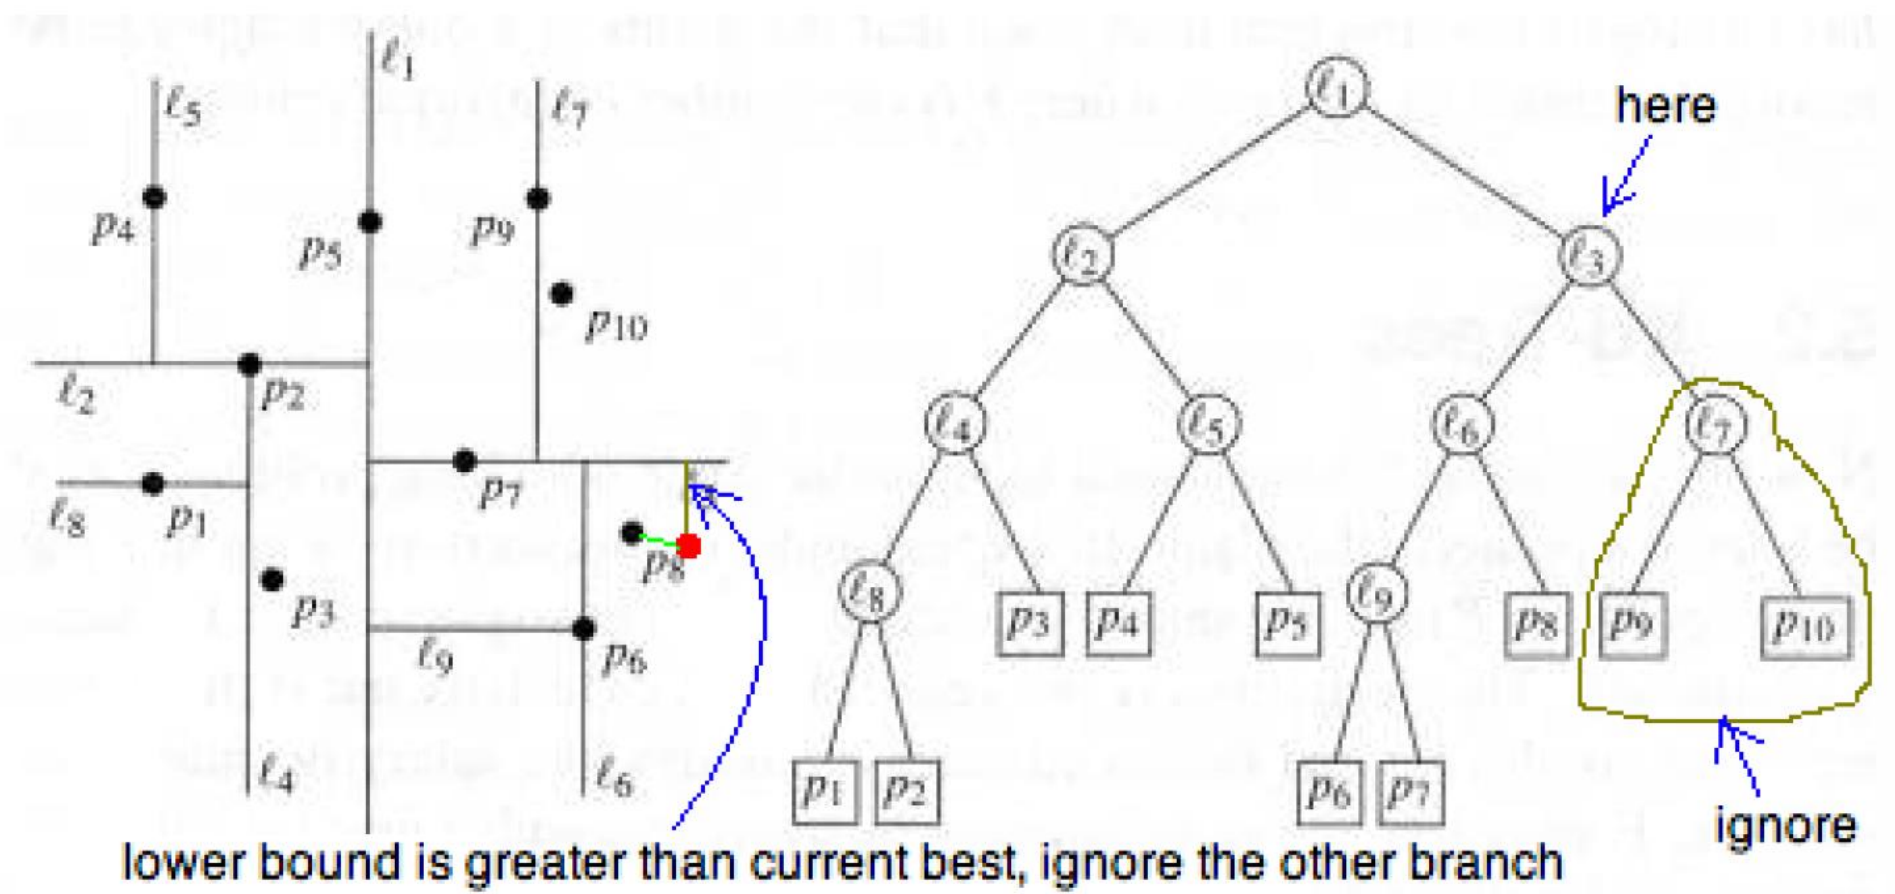 ℓ1
ℓ5
ℓ7
p4
p5
p9
p10
ℓ2
p2
p7
ℓ8
p1
p8
p3
ℓ9
p6
ℓ4
ℓ6
ℓ1
here
ℓ2
ℓ3
ℓ4
ℓ5
ℓ6
ℓ7
ℓ8
p3
p4
p5
ℓ9
p8
p9
p10
p1
p2
p6
p7
ignore
lower bound is greater than current best, ignore the other branch